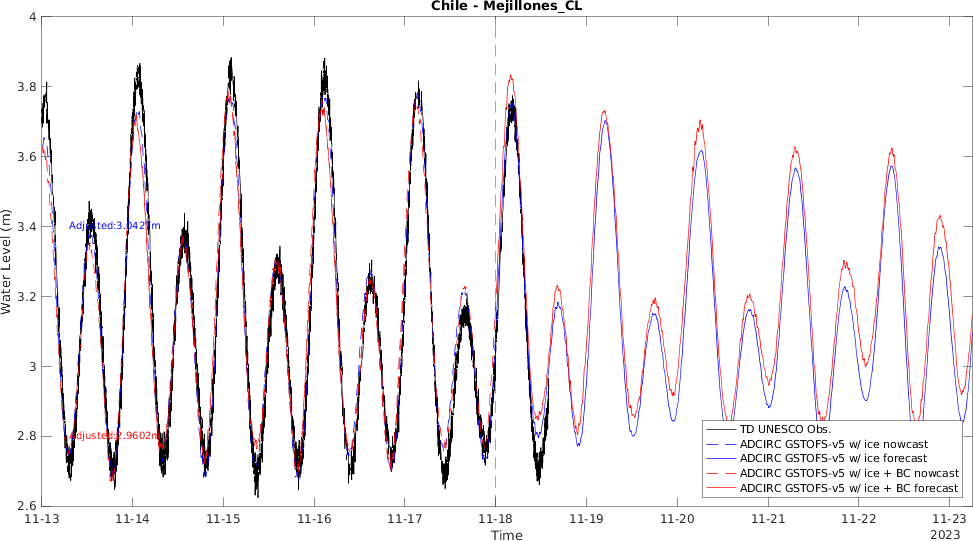 Chile - Mejillones_CL
4
3.8
3.6
3.4
3.2
3
2.8
2.6
Water Level (m)
Adjusted:3.0427m
Adjusted:2.9602m
TD UNESCO Obs.
ADCIRC GSTOFS-v5 w/ ice nowcast
ADCIRC GSTOFS-v5 w/ ice forecast
ADCIRC GSTOFS-v5 w/ ice + BC nowcast
ADCIRC GSTOFS-v5 w/ ice + BC forecast
11-13 11-14 11-15 11-16 11-17 11-18 11-19 11-20 11-21 11-22 11-23
Time
2023